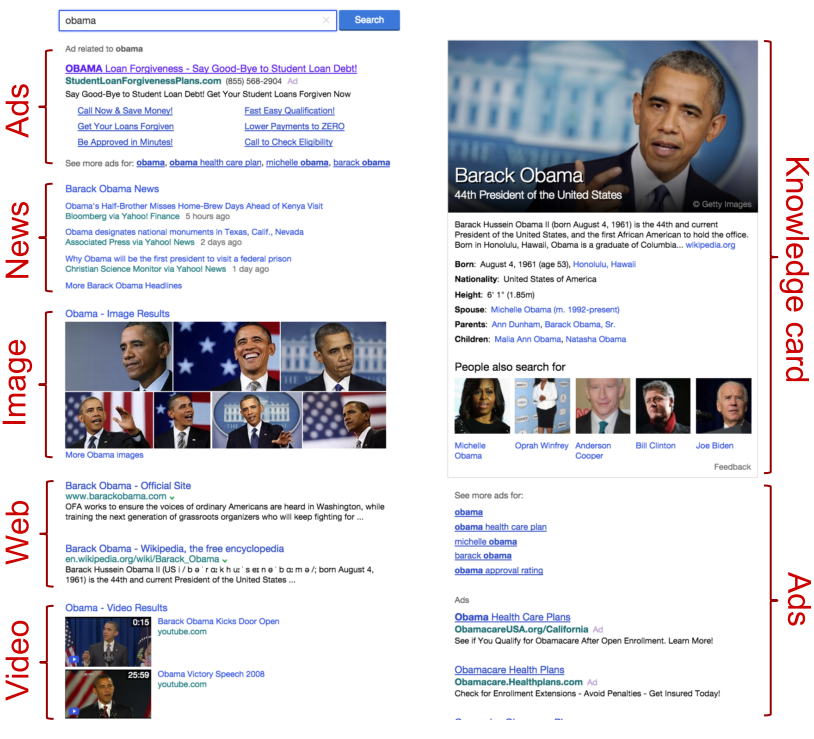 obama
Search
Ads
Ad related to obama
OBAMA Loan Forgiveness - Say Good-Bye to Student Loan Debt!
StudentLoanForgivenessPlans.com (855) 568-2904 Ad
Say Good-Bye to Student Loan Debt! Get Your Student Loans Forgiven Now
Call Now & Save Money! Fast Easy Qualification!
Get Your Loans Forgiven Lower Payments to ZERO
Be Approved in Minutes! Call to Check Eligibility
See more ads for: obama, obama health care plan, michelle obama, barack obama
News
Barack Obama News
Obama's Half-Brother Misses Home-Brew Days Ahead of Kenya Visit
Bloomberg via Yahoo! Finance 5 hours ago
Obama designates national monuments in Texas, Calif., Nevada
Associated Press via Yahoo! News 2 days ago
Why Obama will be the first president to visit a federal prison
Christian Science Monitor via Yahoo! News 1 day ago
More Barack Obama Headlines
Image
Obama - Image Results
More Obama images
Web
Barack Obama - Official Site
www.barackobama.com
OFA works to ensure the voices of ordinary Americans are heard in Washington, while
training the next generation of grassroots organizers who will keep fighting for ...
Barack Obama - Wikipedia, the free encyclopedia
en.wikipedia.org/wiki/Barack_Obama
Barack Hussein Obama II (US i / b ə ˈ r ɑː k h uː ˈ s eɪ n ə ˈ b ɑː m ə /; born August 4,
1961) is the 44th and current President of the United States ...
Video
Obama - Video Results
0:15
Barack Obama Kicks Door Open
youtube.com
25:59
Obama Victory Speech 2008
youtube.com
Knowledge card
Barack Obama
44th President of the United States
© Getty Images
Barack Hussein Obama II (born August 4, 1961) is the 44th and current
President of the United States, and the first African American to hold the office.
Born in Honolulu, Hawaii, Obama is a graduate of Columbia... wikipedia.org
Born: August 4, 1961 (age 53), Honolulu, Hawaii
Nationality: United States of America
Height: 6' 1" (1.85m)
Spouse: Michelle Obama (m. 1992-present)
Parents: Ann Dunham, Barack Obama, Sr.
Children: Malia Ann Obama, Natasha Obama
People also search for
Michelle Obama
Oprah Winfrey
Anderson Cooper
Bill Clinton
Joe Biden
Feedback
Ads
See more ads for:
obama
obama health care plan
michelle obama
barack obama
obama approval rating
Ads
Obama Health Care Plans
ObamacareUSA.org/California Ad
See if You Qualify for Obamacare After Open Enrollment. Learn More!
Obamacare Health Plans
Obamacare.Healthplans.com Ad
Check for Enrollment Extensions - Avoid Penalties - Get Insured Today!